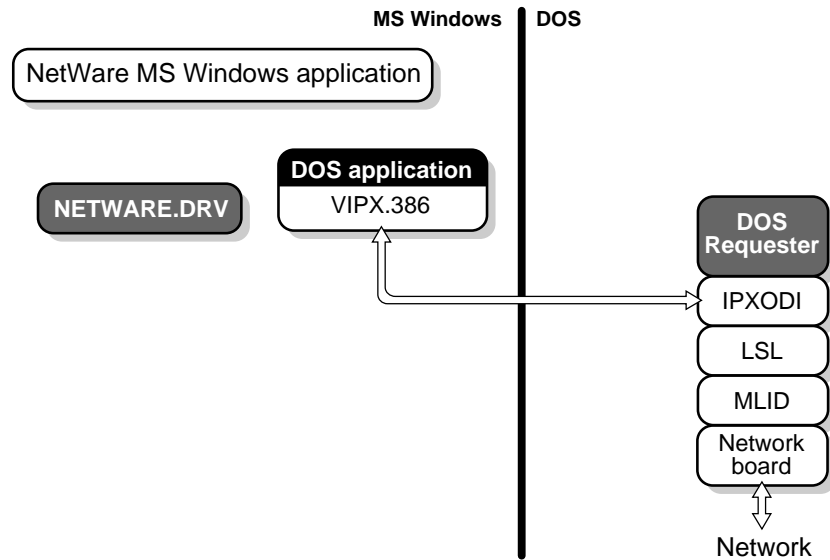 MS Windows
DOS
NetWare MS Windows application
DOS application
VIPX.386
NETWARE.DRV
DOS
Requester
IPXODI
LSL
MLID
Network
board
Network